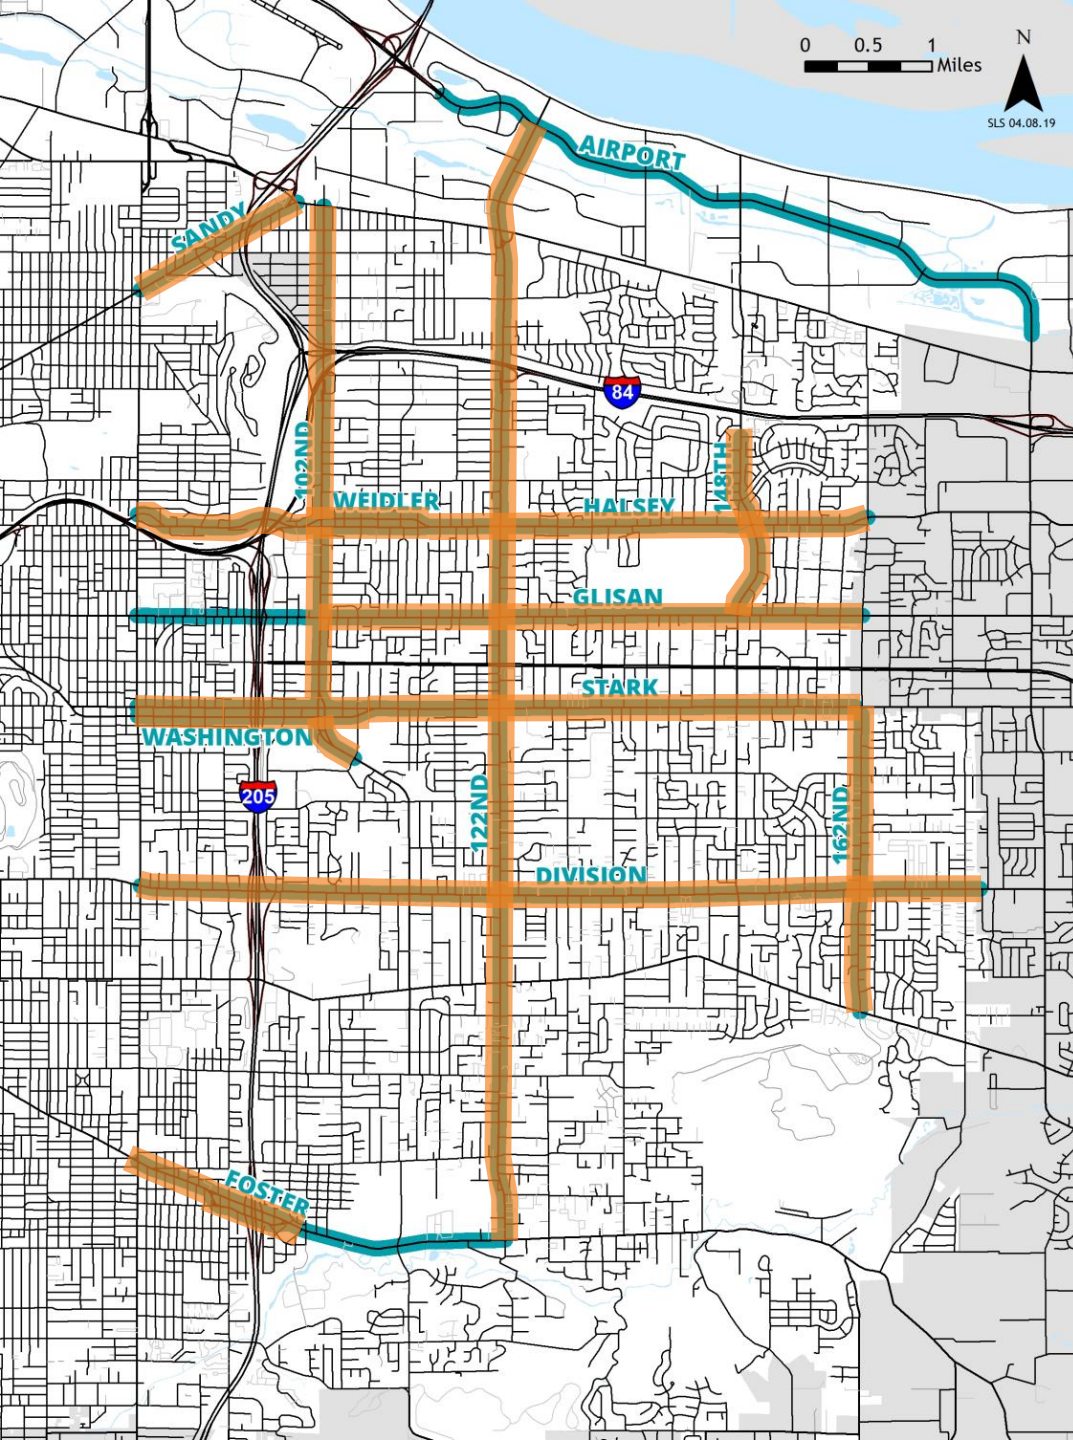 0 0.5 1
Miles
N
SLS 04.08.19
AIRPORT
SANDY
84
102ND
WEIDLER
HALSEY
148TH
GLISAN
STARK
WASHINGTON
205
122ND
162ND
DIVISION
FOSTER